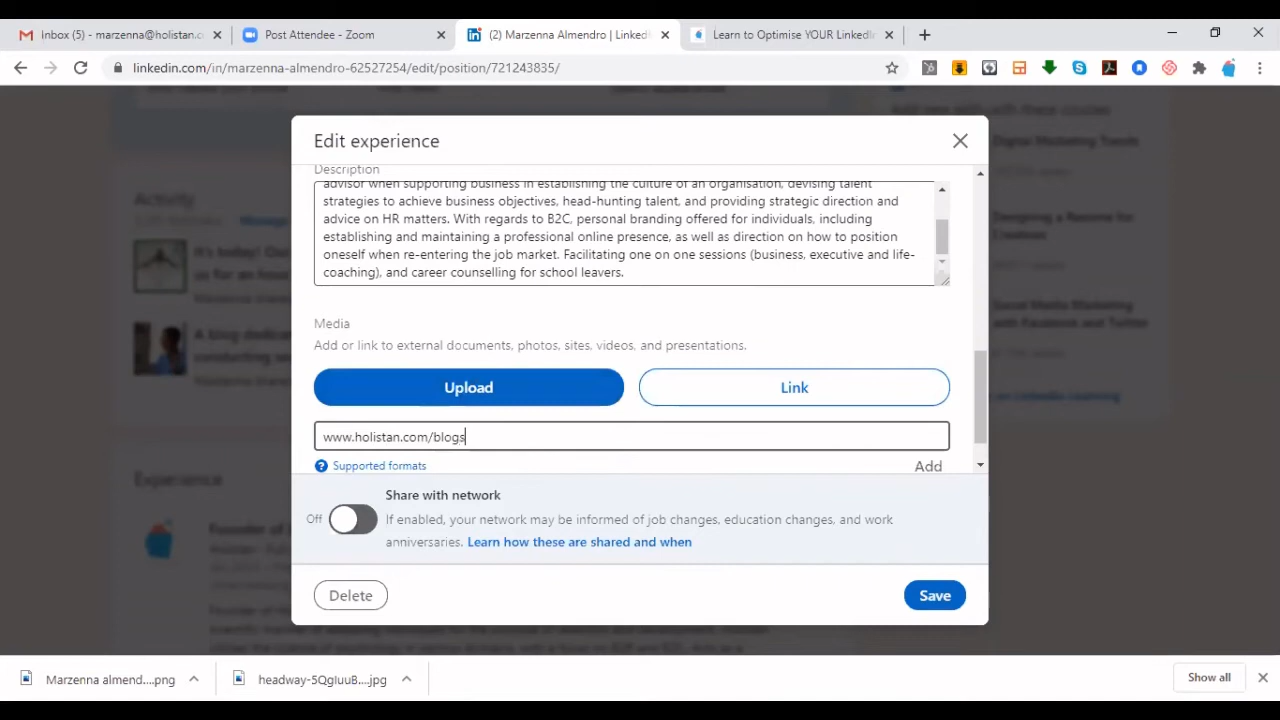 Inbox (5) - marzenna@holistan.c
Post Attendee - Zoom
(2) Marzenna Almendro | Linked
Learn to Optimise YOUR LinkedI
linkedin.com/in/marzenna-almendro-62527254/edit/position/721243835/
Edit experience
Description
advisor when supporting business in establishing the culture of an organisation, devising talent
strategies to achieve business objectives, head-hunting talent, and providing strategic direction and
advice on HR matters. With regards to B2C, personal branding offered for individuals, including
establishing and maintaining a professional online presence, as well as direction on how to position
oneself when re-entering the job market. Facilitating one on one sessions (business, executive and life-
coaching), and career counselling for school leavers.
Media
Add or link to external documents, photos, sites, videos, and presentations.
Upload
Link
www.holistan.com/blogs
Supported formats
Add
Share with network
Off
If enabled, your network may be informed of job changes, education changes, and work
anniversaries. Learn how these are shared and when
Delete
Save
Activity
Experience
Digital Marketing Trends
Designing a Resume for
Creatives
Social Media Marketing
with Facebook and Twitter
Marzenna almend....png
headway-5QgIuuB....jpg
Show all